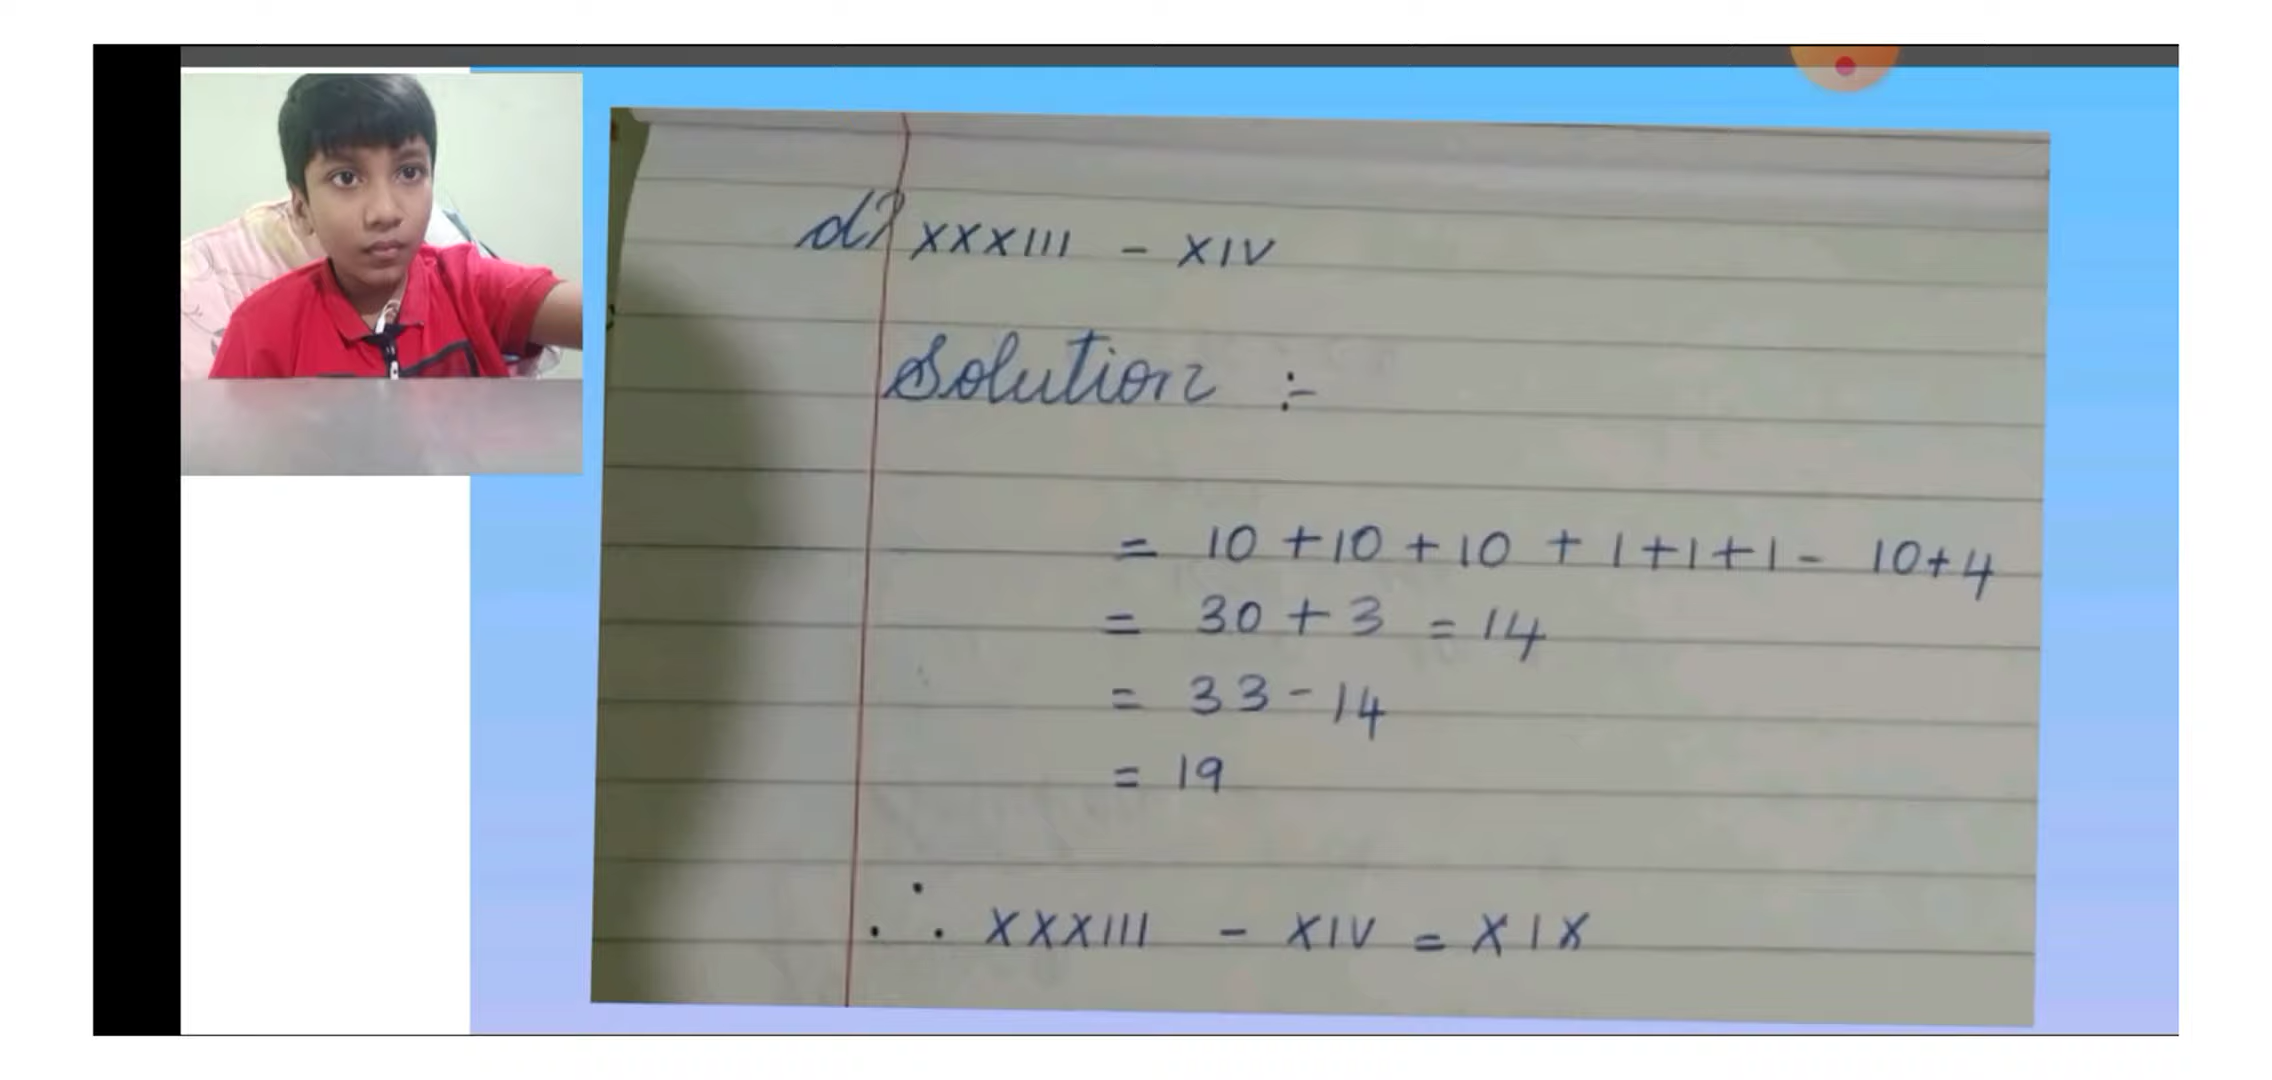 d) XXXIII - XIV
Solution :-
= 10 + 10 + 10 + 1 + 1 + 1 - 10 + 4
= 30 + 3 = 14
= 33 - 14
= 19
∴ XXXIII - XIV = XIX